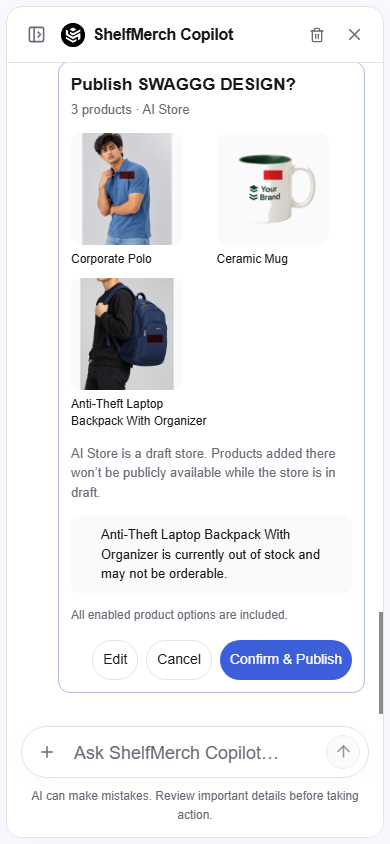 ShelfMerch Copilot
Publish SWAGGG DESIGN?
3 products · AI Store
Your
Brand
Corporate Polo
Ceramic Mug
Anti-Theft Laptop
Backpack With Organizer
AI Store is a draft store. Products added there
won’t be publicly available while the store is in
draft.
Anti-Theft Laptop Backpack With
Organizer is currently out of stock and
may not be orderable.
All enabled product options are included.
Edit
Cancel
Confirm & Publish
Ask ShelfMerch Copilot…
AI can make mistakes. Review important details before taking
action.